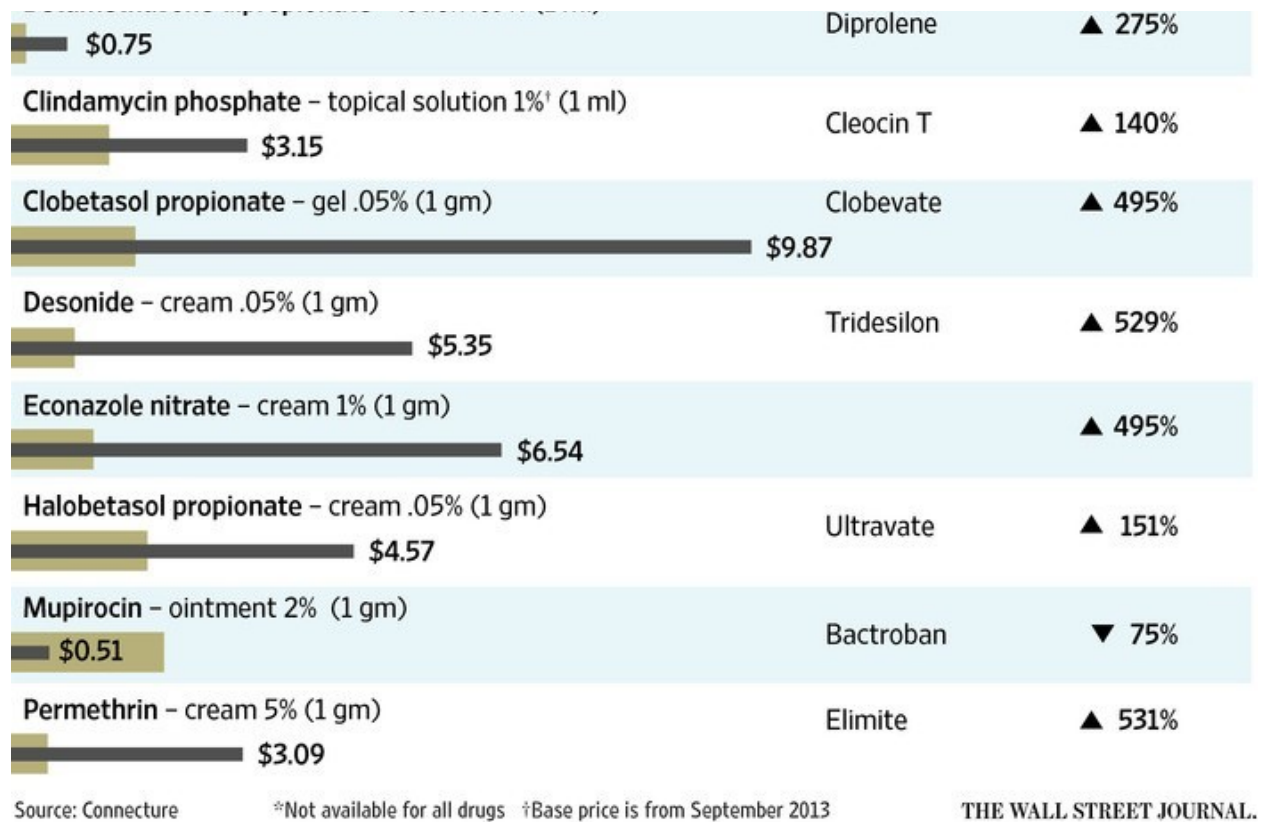 Diprolene ▲ 275%
$0.75
Clindamycin phosphate – topical solution 1%† (1 ml)
Cleocin T ▲ 140%
$3.15
Clobetasol propionate – gel .05% (1 gm) Clobevate ▲ 495%
$9.87
Desonide – cream .05% (1 gm)
Tridesilon ▲ 529%
$5.35
Econazole nitrate – cream 1% (1 gm)
▲ 495%
$6.54
Halobetasol propionate – cream .05% (1 gm)
Ultravate ▲ 151%
$4.57
Mupirocin – ointment 2% (1 gm)
Bactroban ▼ 75%
$0.51
Permethrin – cream 5% (1 gm)
Elimite ▲ 531%
$3.09
Source: Connecture *Not available for all drugs †Base price is from September 2013 THE WALL STREET JOURNAL.